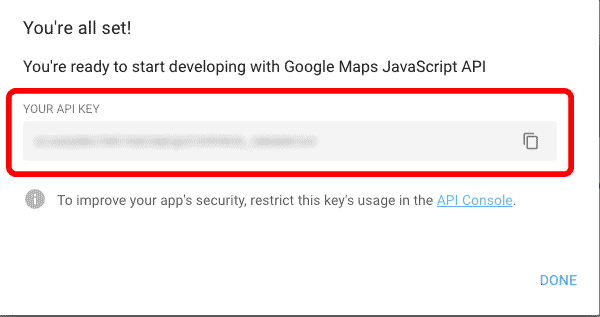 You're all set!
You're ready to start developing with Google Maps JavaScript API
YOUR API KEY
To improve your app's security, restrict this key's usage in the API Console.
DONE